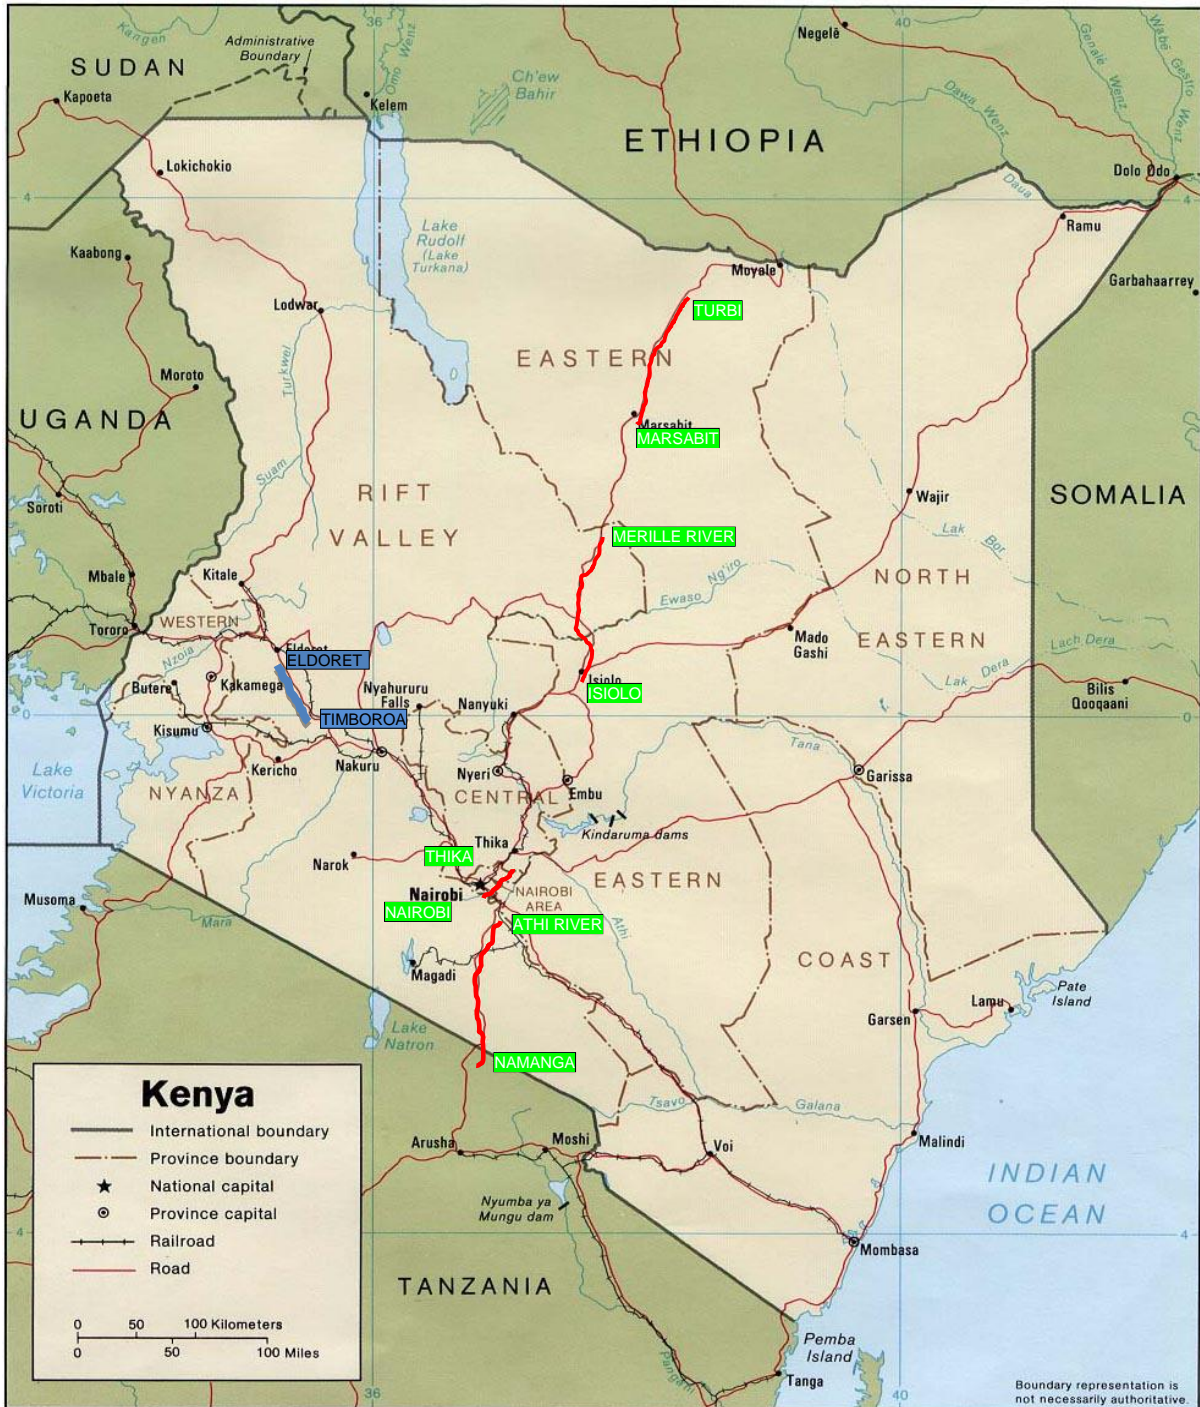 Kangen
SUDAN
Administrative
Boundary
36
Omo Wenz
Kelem
Ch'ew
Bahir
Negelē
40
Genalē Wenz
Wabē Gestro Wenz
Dawa Wenz
Kapoeta
ETHIOPIA
Lokichokio
Dolo Odo
4
Daua
Ramu
Lake
Rudolf
(Lake
Turkana)
Kaabong
Moyale
Garbahaarrey
Lodwar
TURBI
EASTERN
Turkwel
Moroto
UGANDA
Marsabit
MARSABIT
Suam
RIFT
VALLEY
Soroti
Wajir
SOMALIA
MERILLE RIVER
Lak Bor
Mbale
Kitale
Ewaso Ng'iro
NORTH
EASTERN
WESTERN
Tororo
Mado
Gashi
Lach Dera
Nzoia
Eldoret
ELDORET
Isiolo
ISIOLO
Lak Dera
Butere
Kakamega
Nyahururu
Falls
Nanyuki
Bilis
Qooqaani
0
TIMBOROA
0
Kisumu
Tana
Kericho
Nakuru
Nyeri
Garissa
Lake
Victoria
NYANZA
CENTRAL
Embu
Kindaruma dams
Thika
THIKA
Narok
EASTERN
Nairobi
NAIROBI
AREA
Musoma
NAIROBI
Mara
ATHI RIVER
Athi
COAST
Magadi
Pate
Island
Lamu
Garsen
Lake
Natron
NAMANGA
Tsavo
Galana
Kenya
International boundary
Province boundary
National capital
Province capital
Railroad
Road
0 50 100 Kilometers
0 50 100 Miles
Arusha
Moshi
Voi
Malindi
Nyumba ya
Mungu dam
INDIAN
OCEAN
4
Mombasa
TANZANIA
Pemba
Island
Pangani
Tanga
36
40
Boundary representation is
not necessarily authoritative.